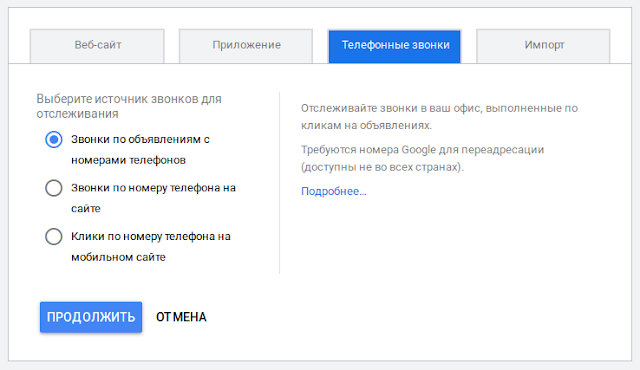 Веб-сайт
Приложение
Телефонные звонки
Импорт
Выберите источник звонков для
отслеживания
Звонки по объявлениям с
номерами телефонов
Звонки по номеру телефона на
сайте
Клики по номеру телефона на
мобильном сайте
Отслеживайте звонки в ваш офис, выполненные по
кликам на объявлениях.
Требуются номера Google для переадресации
(доступны не во всех странах).
Подробнее...
ПРОДОЛЖИТЬ
ОТМЕНА